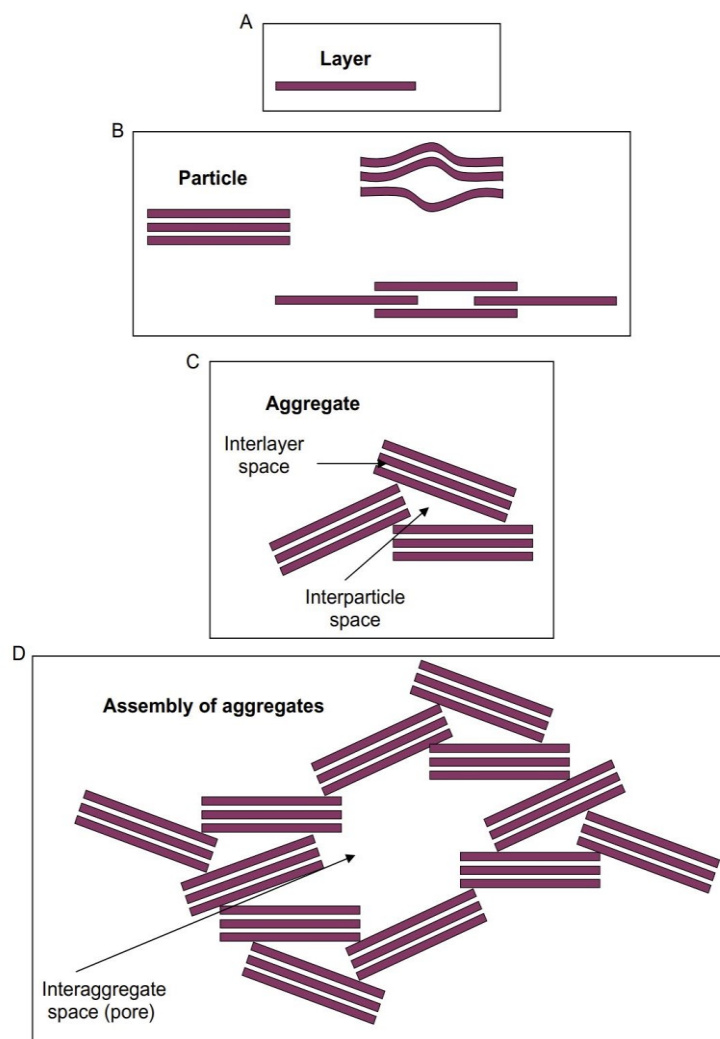 A
Layer
B
Particle
C
Aggregate
Interlayer
space
Interparticle
space
D
Assembly of aggregates
Interaggregate
space (pore)